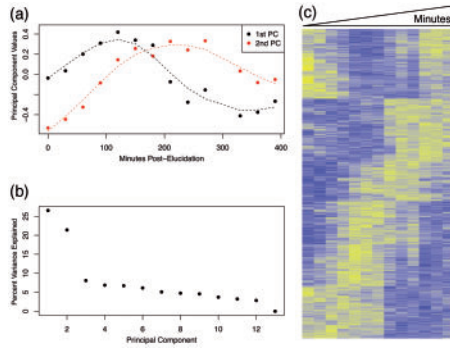 (a)
1st PC
2nd PC
0.4
0.2
0.0
-0.4
Principal Component Values
0 100 200 300 400
Minutes Post-Elucidation
(b)
25
20
15
10
5
0
Percent Variance Explained
2 4 6 8 10 12
Principal Component
(c)
Minutes